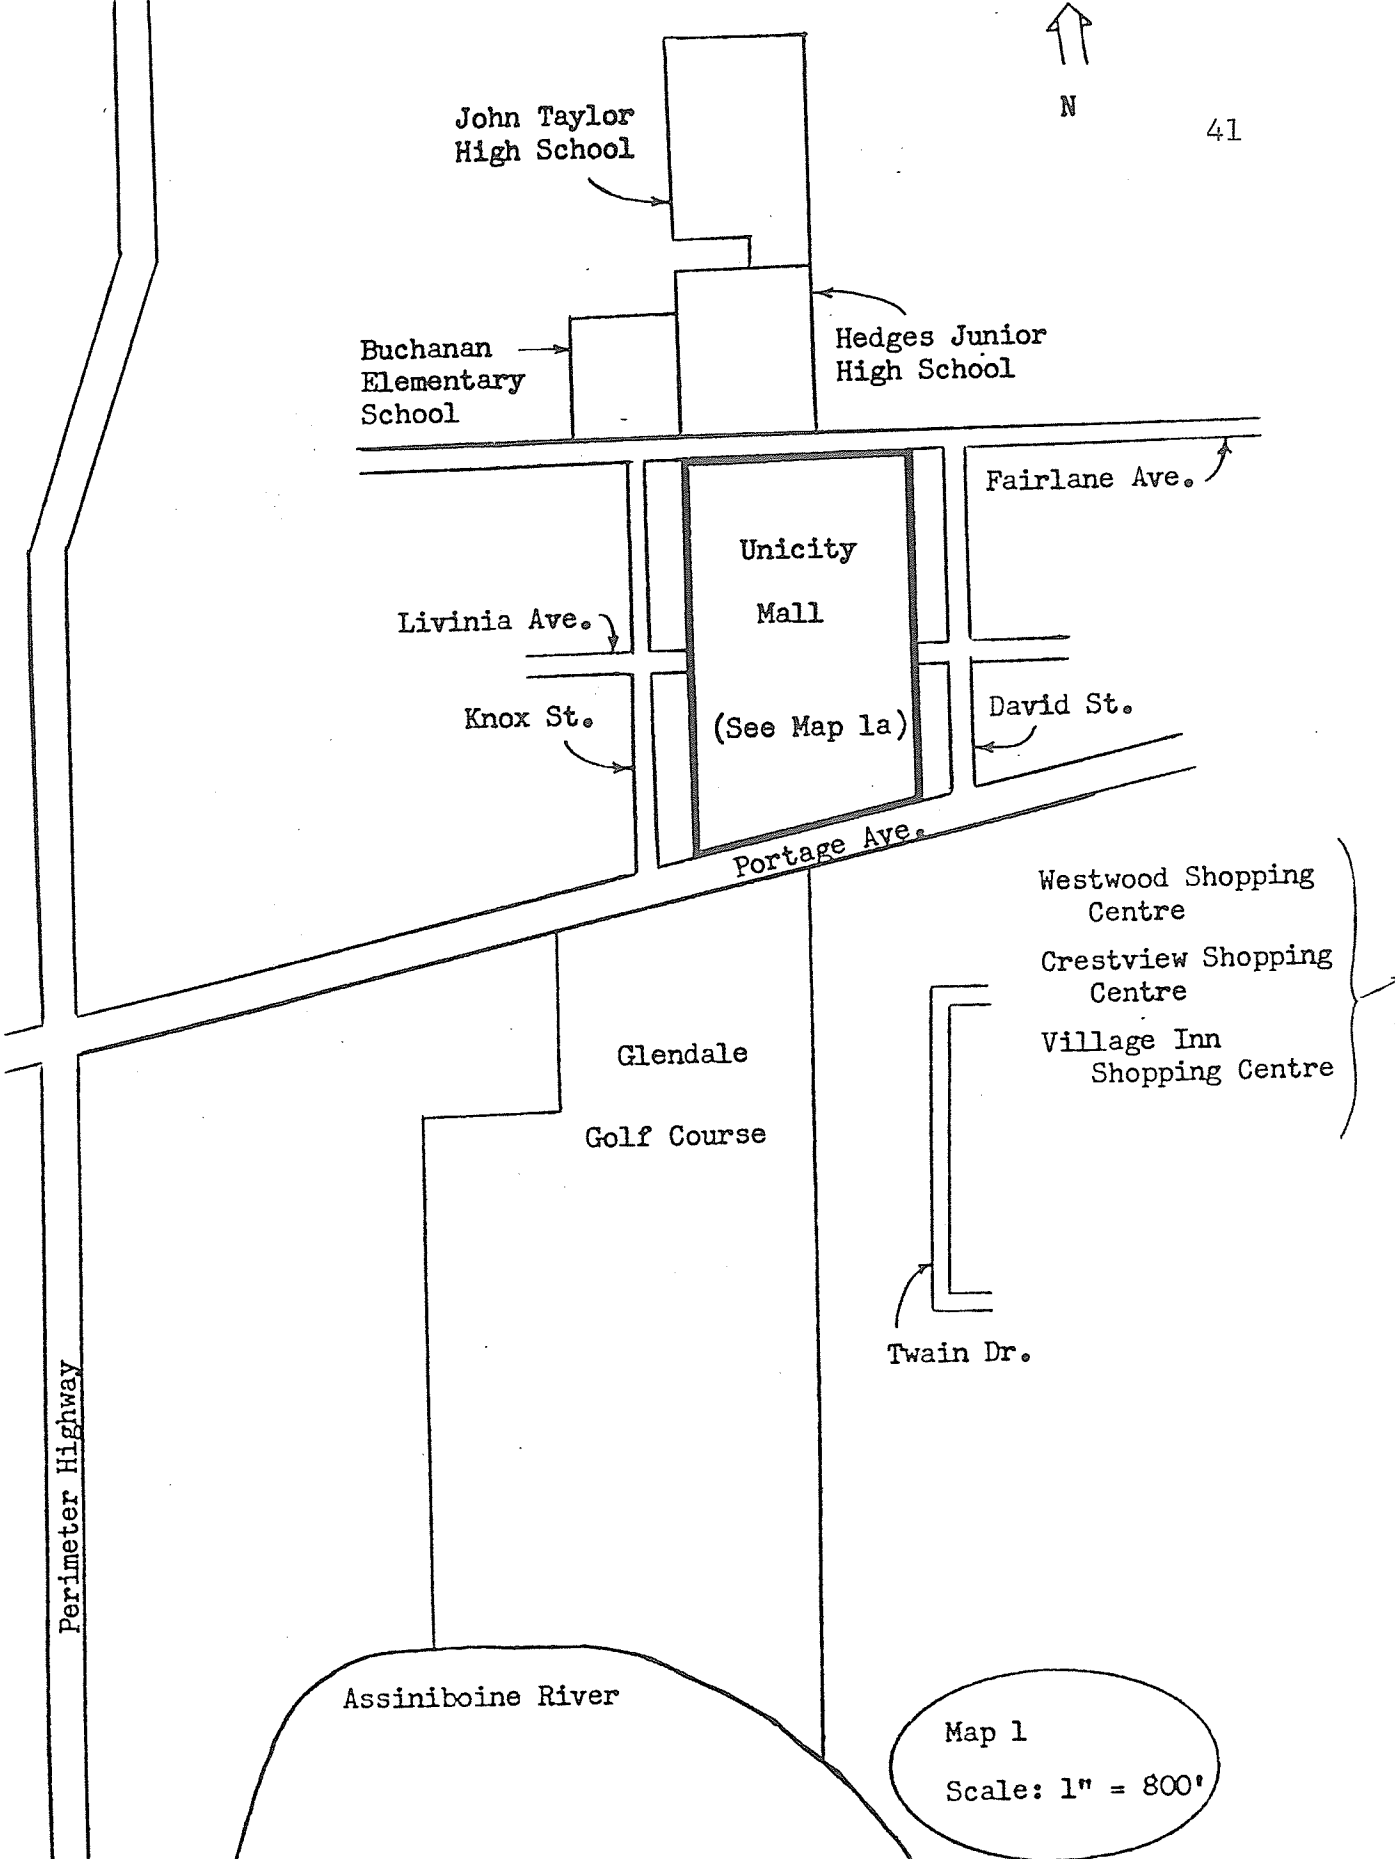 N
41
John Taylor
High School
Hedges Junior
High School
Buchanan
Elementary
School
Fairlane Ave.
Unicity
Mall
(See Map 1a)
Livinia Ave.
Knox St.
David St.
Portage Ave.
Westwood Shopping
Centre
Crestview Shopping
Centre
Village Inn
Shopping Centre
Glendale
Golf Course
Twain Dr.
Perimeter Highway
Assiniboine River
Map 1
Scale: 1" = 800'